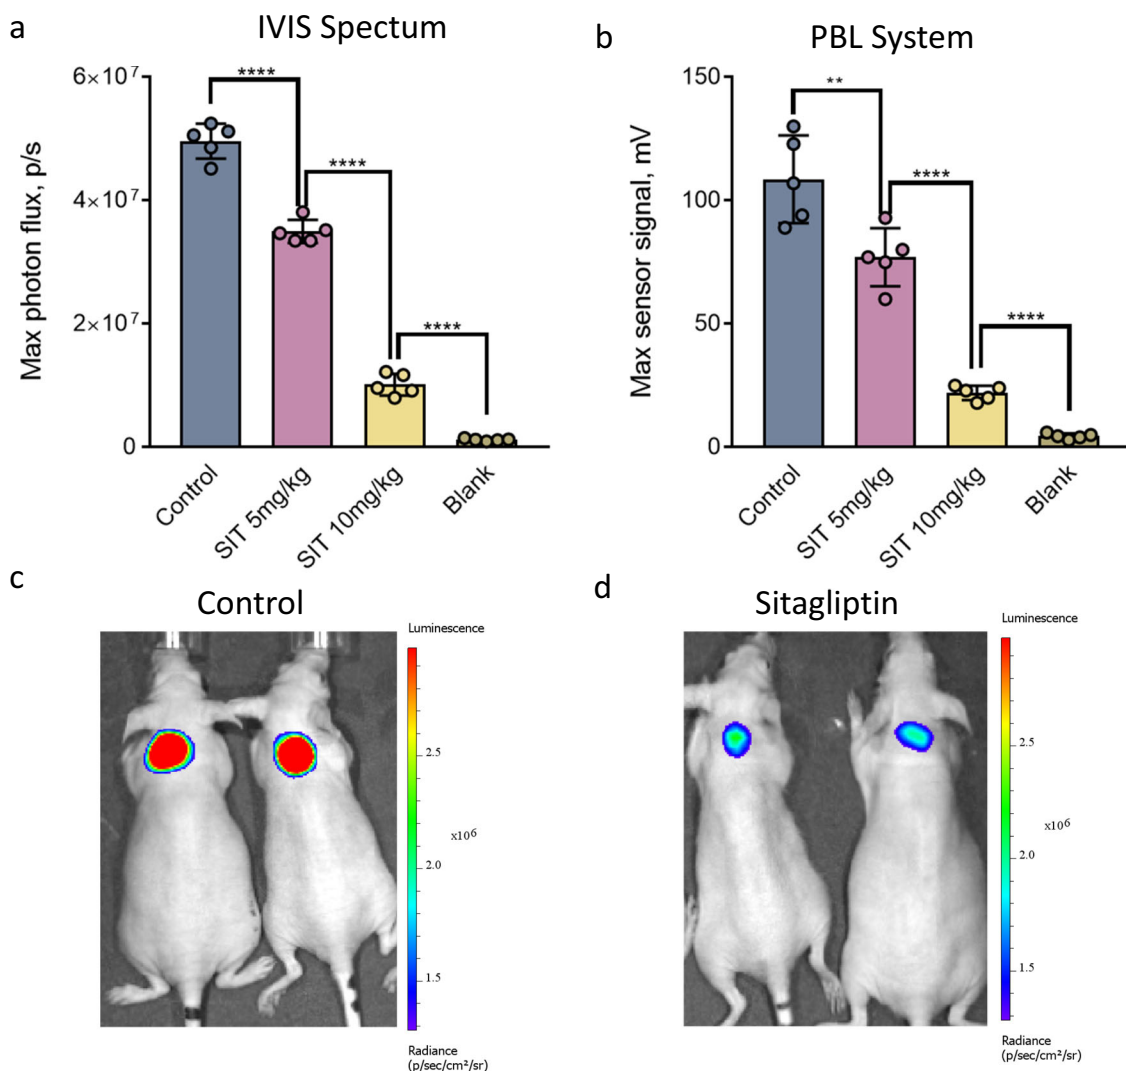 a
IVIS Spectum
Max photon flux, p/s
6×10⁷
4×10⁷
2×10⁷
0
****
****
****
Control
SIT 5mg/kg
SIT 10mg/kg
Blank
b
PBL System
Max sensor signal, mV
150
100
50
0
**
****
****
Control
SIT 5mg/kg
SIT 10mg/kg
Blank
c
Control
Luminescence
2.5
x10⁶
2.0
1.5
Radiance
(p/sec/cm²/sr)
d
Sitagliptin
Luminescence
2.5
x10⁶
2.0
1.5
Radiance
(p/sec/cm²/sr)